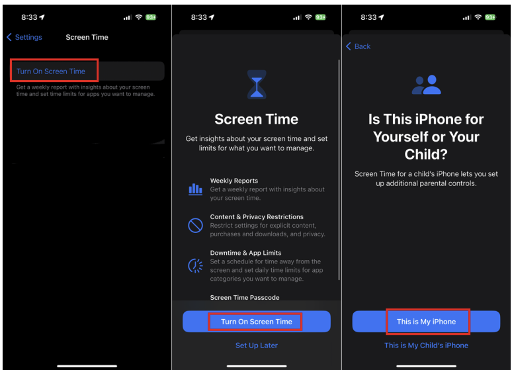 8:33
Settings
Screen Time
Turn On Screen Time
Get a weekly report with insights about your screen
time and set time limits for apps you want to manage.
8:33
Screen Time
Get insights about your screen time and set
limits for what you want to manage.
Weekly Reports
Get a weekly report with insights about
your screen time.
Content & Privacy Restrictions
Restrict settings for explicit content,
purchases and downloads, and privacy.
Downtime & App Limits
Set a schedule for time away from the
screen and set daily time limits for app
categories you want to manage.
Screen Time Passcode
Turn On Screen Time
Set Up Later
8:33
Back
Is This iPhone for
Yourself or Your
Child?
Screen Time for a child's iPhone lets you set
up additional parental controls.
This is My iPhone
This is My Child's iPhone